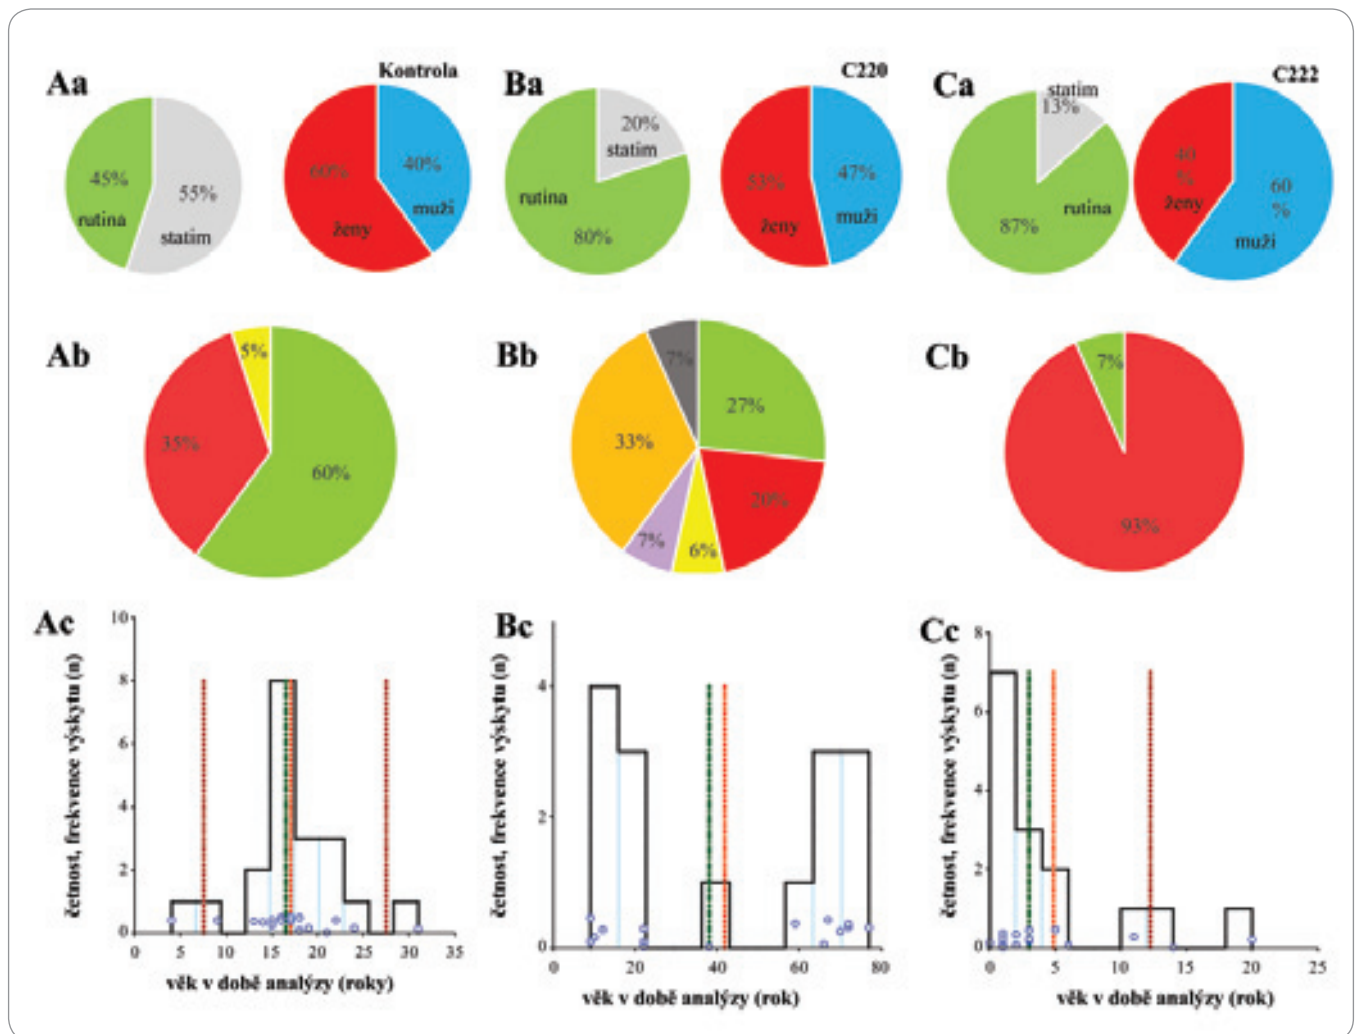 Aa
Kontrola
45%
rutina
55%
statim
60%
ženy
40%
muži
Ba
C220
20%
statim
rutina
80%
53%
ženy
47%
muži
Ca
C222
statim
13%
rutina
87%
40
%
ženy
60
%
muži
Ab
5%
35%
60%
Bb
7%
27%
33%
20%
7%
6%
Cb
7%
93%
Ac
četnost, frekvence výskytu (n)
10
8
6
4
2
0
0
5
10
15
20
25
30
35
věk v době analýzy (roky)
Bc
četnost, frekvence výskytu (n)
4
2
0
0
20
40
60
80
věk v době analýzy (rok)
Cc
četnost, frekvence výskytu (n)
8
6
4
2
0
0
5
10
15
20
25
věk v době analýzy (rok)